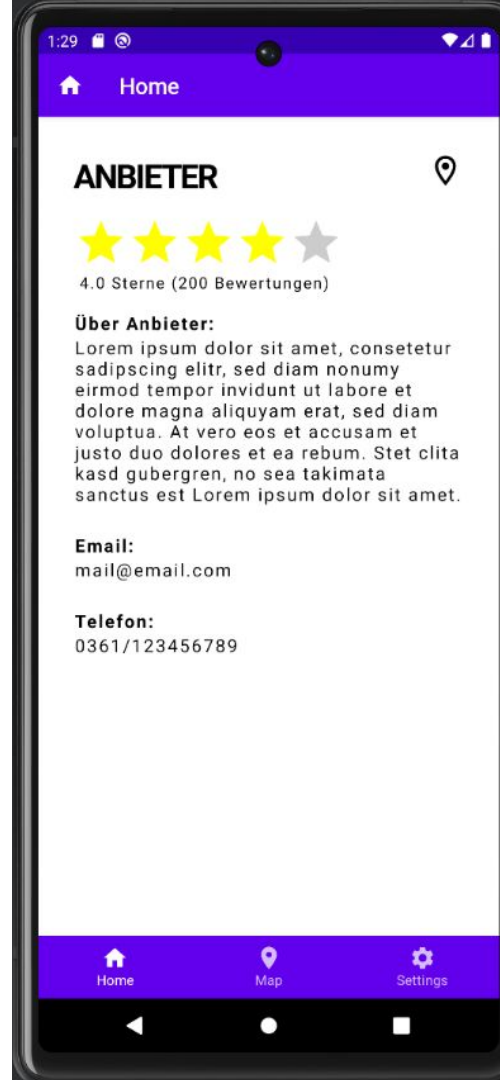 1:29
Home
ANBIETER
4.0 Sterne (200 Bewertungen)
Über Anbieter:
Lorem ipsum dolor sit amet, consetetur
sadipscing elitr, sed diam nonumy
eirmod tempor invidunt ut labore et
dolore magna aliquyam erat, sed diam
voluptua. At vero eos et accusam et
justo duo dolores et ea rebum. Stet clita
kasd gubergren, no sea takimata
sanctus est Lorem ipsum dolor sit amet.
Email:
mail@email.com
Telefon:
0361/123456789
Home Map Settings